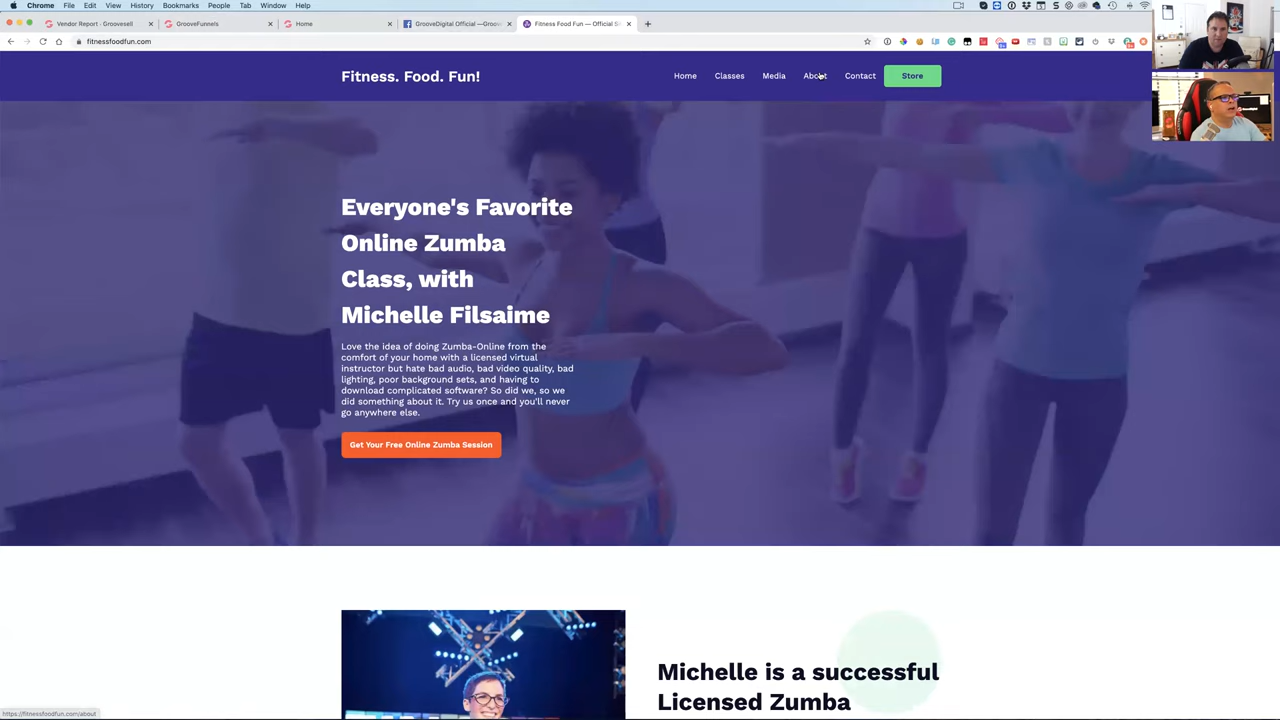 Chrome File Edit View History Bookmarks People Tab Window Help
Vendor Report - Groovesell
GrooveFunnels
Home
GrooveDigital Official —Groov
Fitness Food Fun — Official S
fitnessfoodfun.com
Fitness. Food. Fun!
Home Classes Media About Contact Store
Everyone's Favorite
Online Zumba
Class, with
Michelle Filsaime
Love the idea of doing Zumba-Online from the
comfort of your home with a licensed virtual
instructor but hate bad audio, bad video quality, bad
lighting, poor background sets, and having to
download complicated software? So did we, so we
did something about it. Try us once and you'll never
go anywhere else.
Get Your Free Online Zumba Session
Michelle is a successful
Licensed Zumba
https://fitnessfoodfun.com/about